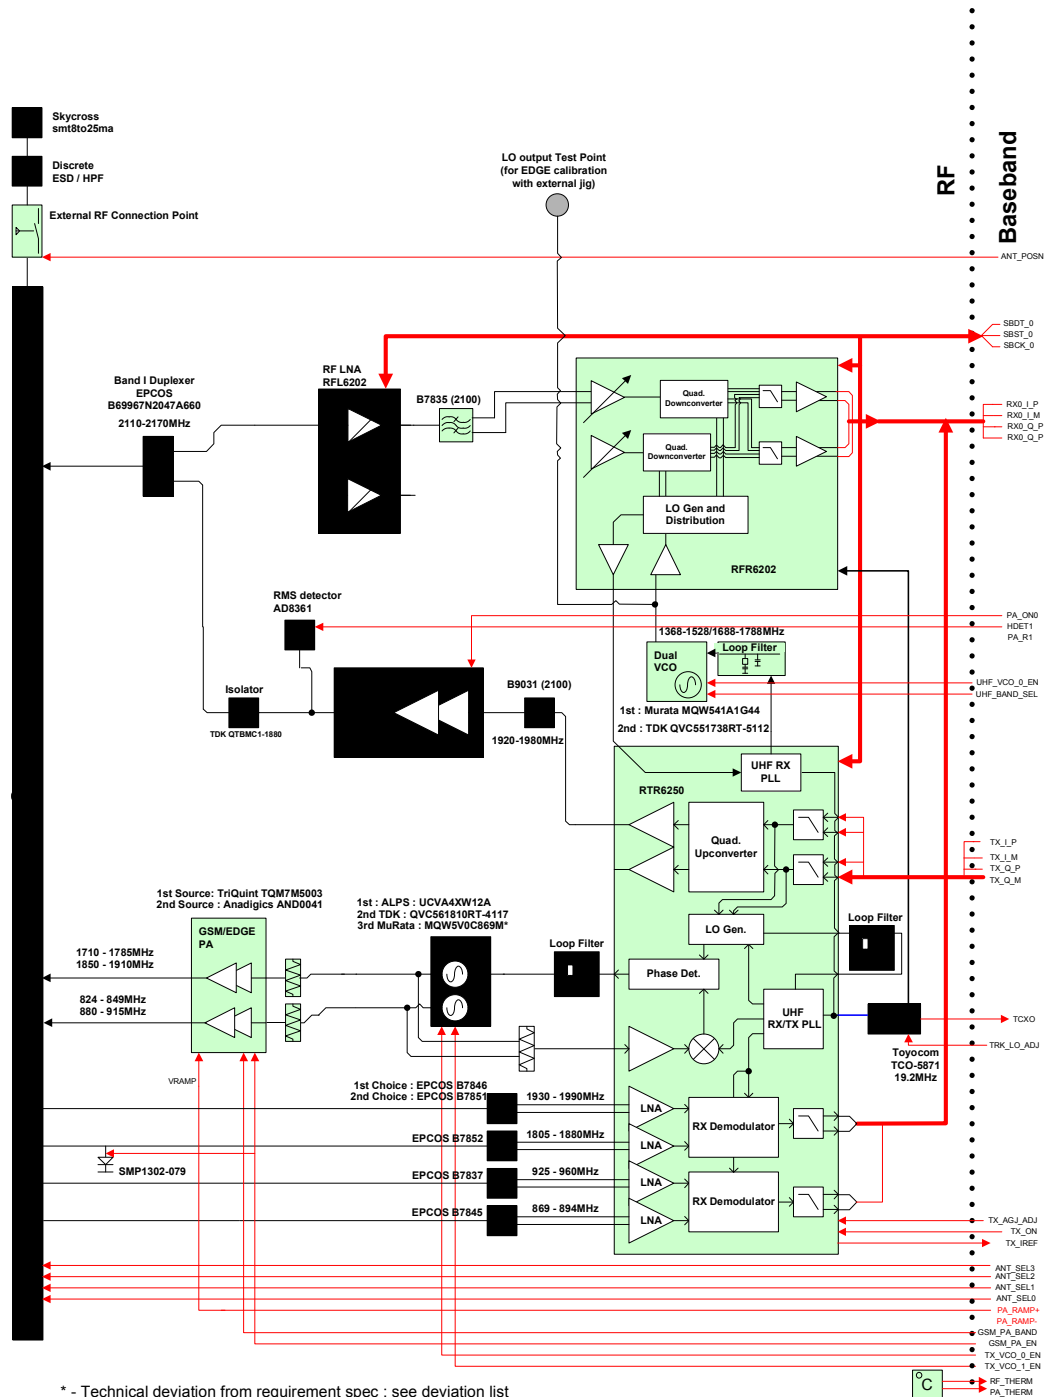 Skycross
smt8to25ma
Discrete
ESD / HPF
External RF Connection Point
LO output Test Point
(for EDGE calibration
with external jig)
RF
Baseband
ANT_POSN
SBDT_0
SBST_0
SBCK_0
RF LNA
RFL6202
Band I Duplexer
EPCOS
B69967N2047A660
2110-2170MHz
B7835 (2100)
Quad.
Downconverter
Quad.
Downconverter
LO Gen and
Distribution
RFR6202
RX0_I_P
RX0_I_M
RX0_Q_P
RX0_Q_P
RMS detector
AD8361
PA_ON0
HDET1
PA_R1
1368-1528/1688-1788MHz
Dual
VCO
Loop Filter
UHF_VCO_0_EN
UHF_BAND_SEL
Isolator
TDK QTBMC1-1880
B9031 (2100)
1920-1980MHz
1st : Murata MQW541A1G44
2nd : TDK QVC551738RT-5112
UHF RX
PLL
RTR6250
Quad.
Upconverter
TX_I_P
TX_I_M
TX_Q_P
TX_Q_M
1st Source: TriQuint TQM7M5003
2nd Source : Anadigics AND0041
1st : ALPS : UCVA4XW12A
2nd TDK : QVC561810RT-4117
3rd MuRata : MQW5V0C869M*
GSM/EDGE
PA
1710 - 1785MHz
1850 - 1910MHz
824 - 849MHz
880 - 915MHz
Loop Filter
LO Gen.
Loop Filter
Phase Det.
UHF
RX/TX PLL
TCXO
TRK_LO_ADJ
Toyocom
TCO-5871
19.2MHz
VRAMP
1st Choice : EPCOS B7846
2nd Choice : EPCOS B7851
1930 - 1990MHz
LNA
RX Demodulator
EPCOS B7852
1805 - 1880MHz
LNA
SMP1302-079
EPCOS B7837
925 - 960MHz
LNA
RX Demodulator
EPCOS B7845
869 - 894MHz
LNA
TX_AGJ_ADJ
TX_ON
TX_IREF
ANT_SEL3
ANT_SEL2
ANT_SEL1
ANT_SEL0
PA_RAMP+
PA_RAMP-
GSM_PA_BAND
GSM_PA_EN
TX_VCO_0_EN
TX_VCO_1_EN
°C
RF_THERM
PA_THERM
* - Technical deviation from requirement spec : see deviation list